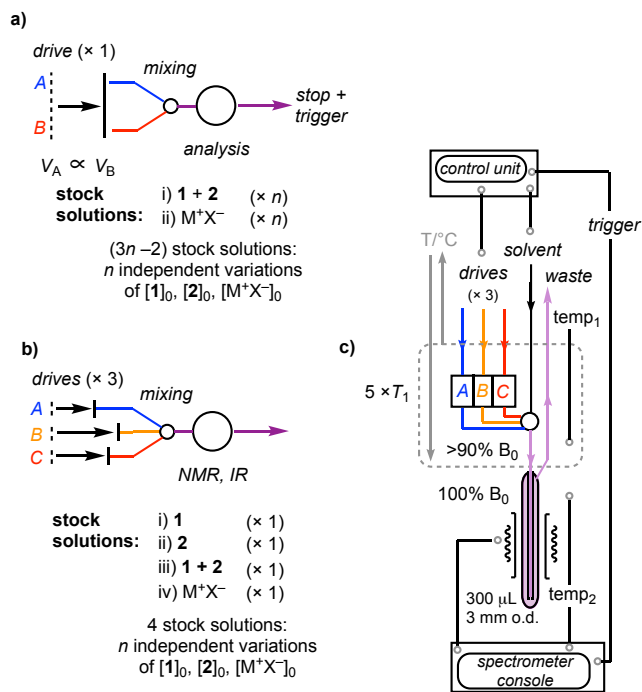 a)
drive (× 1)
A
B
mixing
analysis
stop +
trigger
V_A ∝ V_B
stock
solutions:
i) 1 + 2 (× n)
ii) M⁺X⁻ (× n)
(3n –2) stock solutions:
n independent variations
of [1]₀, [2]₀, [M⁺X⁻]₀
b)
drives (× 3)
A
B
C
mixing
NMR, IR
stock
solutions:
i) 1 (× 1)
ii) 2 (× 1)
iii) 1 + 2 (× 1)
iv) M⁺X⁻ (× 1)
4 stock solutions:
n independent variations
of [1]₀, [2]₀, [M⁺X⁻]₀
c)
control unit
trigger
T/°C
solvent
drives
(× 3)
waste
temp₁
5 × T₁
A B C
>90% B₀
100% B₀
300 μL
3 mm o.d.
temp₂
spectrometer
console